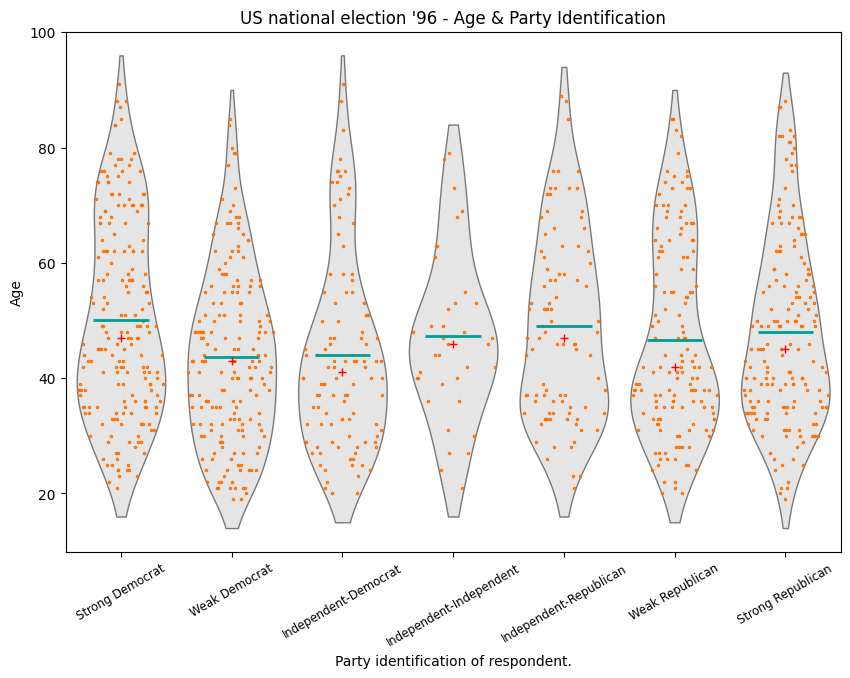 US national election '96 - Age & Party Identification
100
80
60
40
20
Age
Strong Democrat
Weak Democrat
Independent-Democrat
Independent-Independent
Independent-Republican
Weak Republican
Strong Republican
Party identification of respondent.